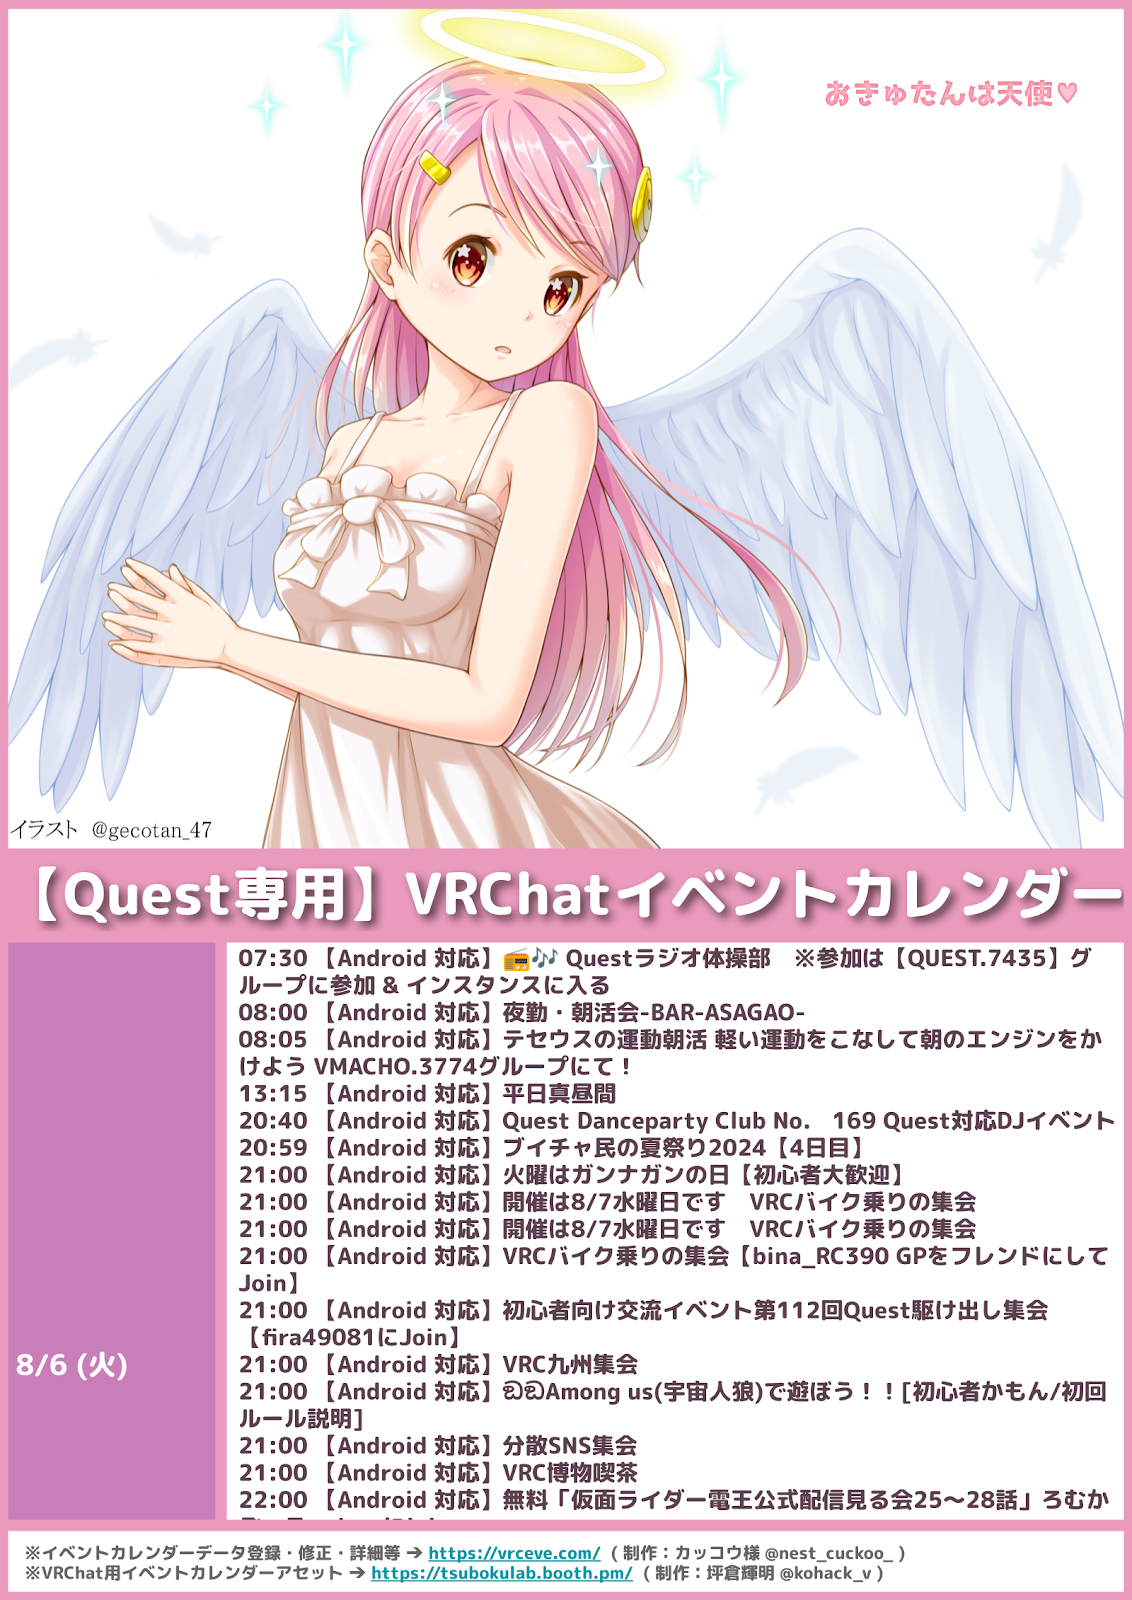 おきゅたんは天使♥
イラスト @gecotan_47
【Quest専用】VRChatイベントカレンダー
8/6 (火)
07:30 【Android 対応】📻🎶 Questラジオ体操部　※参加は【QUEST.7435】グ
ループに参加 & インスタンスに入る
08:00 【Android 対応】夜勤・朝活会-BAR-ASAGAO-
08:05 【Android 対応】テセウスの運動朝活 軽い運動をこなして朝のエンジンをか
けよう VMACHO.3774グループにて！
13:15 【Android 対応】平日真昼間
20:40 【Android 対応】Quest Danceparty Club No.　169 Quest対応DJイベント
20:59 【Android 対応】ブイチャ民の夏祭り2024【4日目】
21:00 【Android 対応】火曜はガンナガンの日【初心者大歓迎】
21:00 【Android 対応】開催は8/7水曜日です　VRCバイク乗りの集会
21:00 【Android 対応】開催は8/7水曜日です　VRCバイク乗りの集会
21:00 【Android 対応】VRCバイク乗りの集会【bina_RC390 GPをフレンドにして
Join】
21:00 【Android 対応】初心者向け交流イベント第112回Quest駆け出し集会
【fira49081にJoin】
21:00 【Android 対応】VRC九州集会
21:00 【Android 対応】ඞඞAmong us(宇宙人狼)で遊ぼう！！[初心者かもん/初回
ルール説明]
21:00 【Android 対応】分散SNS集会
21:00 【Android 対応】VRC博物喫茶
22:00 【Android 対応】無料「仮面ライダー電王公式配信見る会25〜28話」ろむか
※イベントカレンダーデータ登録・修正・詳細等 → https://vrceve.com/ （制作：カッコウ様 @nest_cuckoo_ ）
※VRChat用イベントカレンダーアセット → https://tsubokulab.booth.pm/ （制作：坪倉輝明 @kohack_v ）